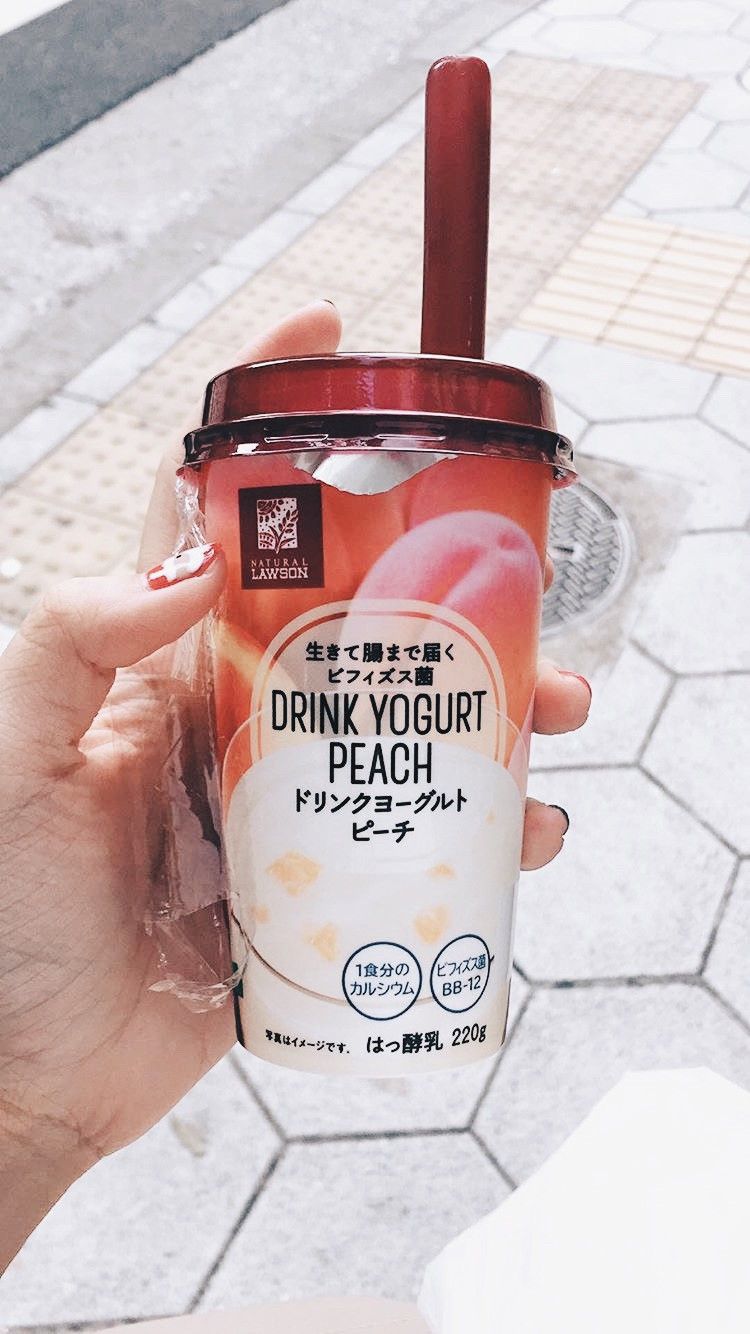 NATURAL
LAWSON
生きて腸まで届く
ビフィズス菌
DRINK YOGURT
PEACH
ドリンクヨーグルト
ピーチ
1食分の
カルシウム
ビフィズス菌
BB-12
写真はイメージです。 はっ酵乳 220g